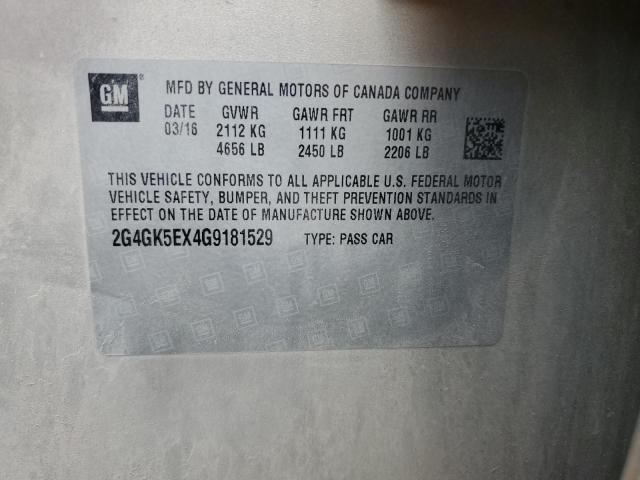 GM ® MFD BY GENERAL MOTORS OF CANADA COMPANY
DATE GVWR GAWR FRT GAWR RR
03/16 2112 KG 1111 KG 1001 KG
4656 LB 2450 LB 2206 LB
THIS VEHICLE CONFORMS TO ALL APPLICABLE U.S. FEDERAL MOTOR
VEHICLE SAFETY, BUMPER, AND THEFT PREVENTION STANDARDS IN
EFFECT ON THE DATE OF MANUFACTURE SHOWN ABOVE.
2G4GK5EX4G9181529 TYPE: PASS CAR